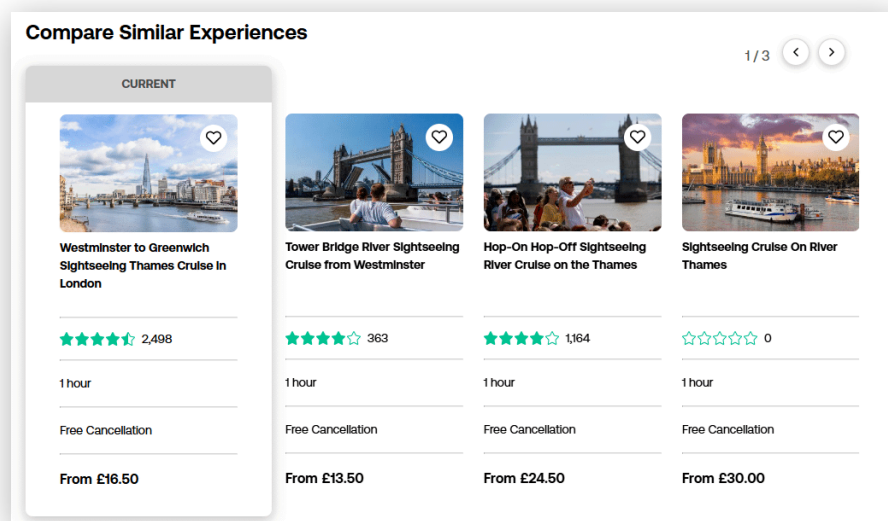 Compare Similar Experiences
1 / 3
CURRENT
Westminster to Greenwich
Sightseeing Thames Cruise in
London
2,498
1 hour
Free Cancellation
From £16.50
Tower Bridge River Sightseeing
Cruise from Westminster
363
1 hour
Free Cancellation
From £13.50
Hop-On Hop-Off Sightseeing
River Cruise on the Thames
1,164
1 hour
Free Cancellation
From £24.50
Sightseeing Cruise On River
Thames
0
1 hour
Free Cancellation
From £30.00